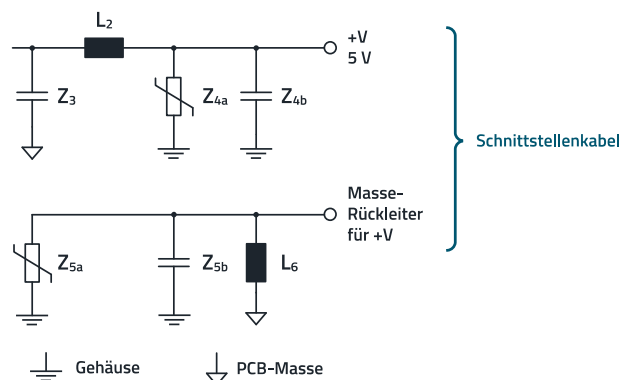 L₂
+V
5 V
Z₃
Z₄ₐ
Z₄b
Schnittstellenkabel
Masse-
Rückleiter
für +V
Z₅ₐ
Z₅b
L₆
Gehäuse
PCB-Masse